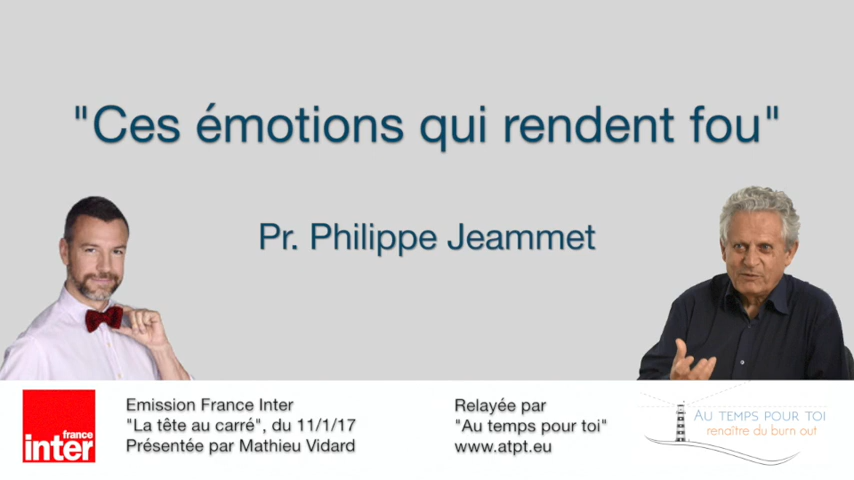 "Ces émotions qui rendent fou"
Pr. Philippe Jeammet
france
inter
Emission France Inter
"La tête au carré", du 11/1/17
Présentée par Mathieu Vidard
Relayée par
"Au temps pour toi"
www.atpt.eu
AU TEMPS POUR TOI
renaître du burn out